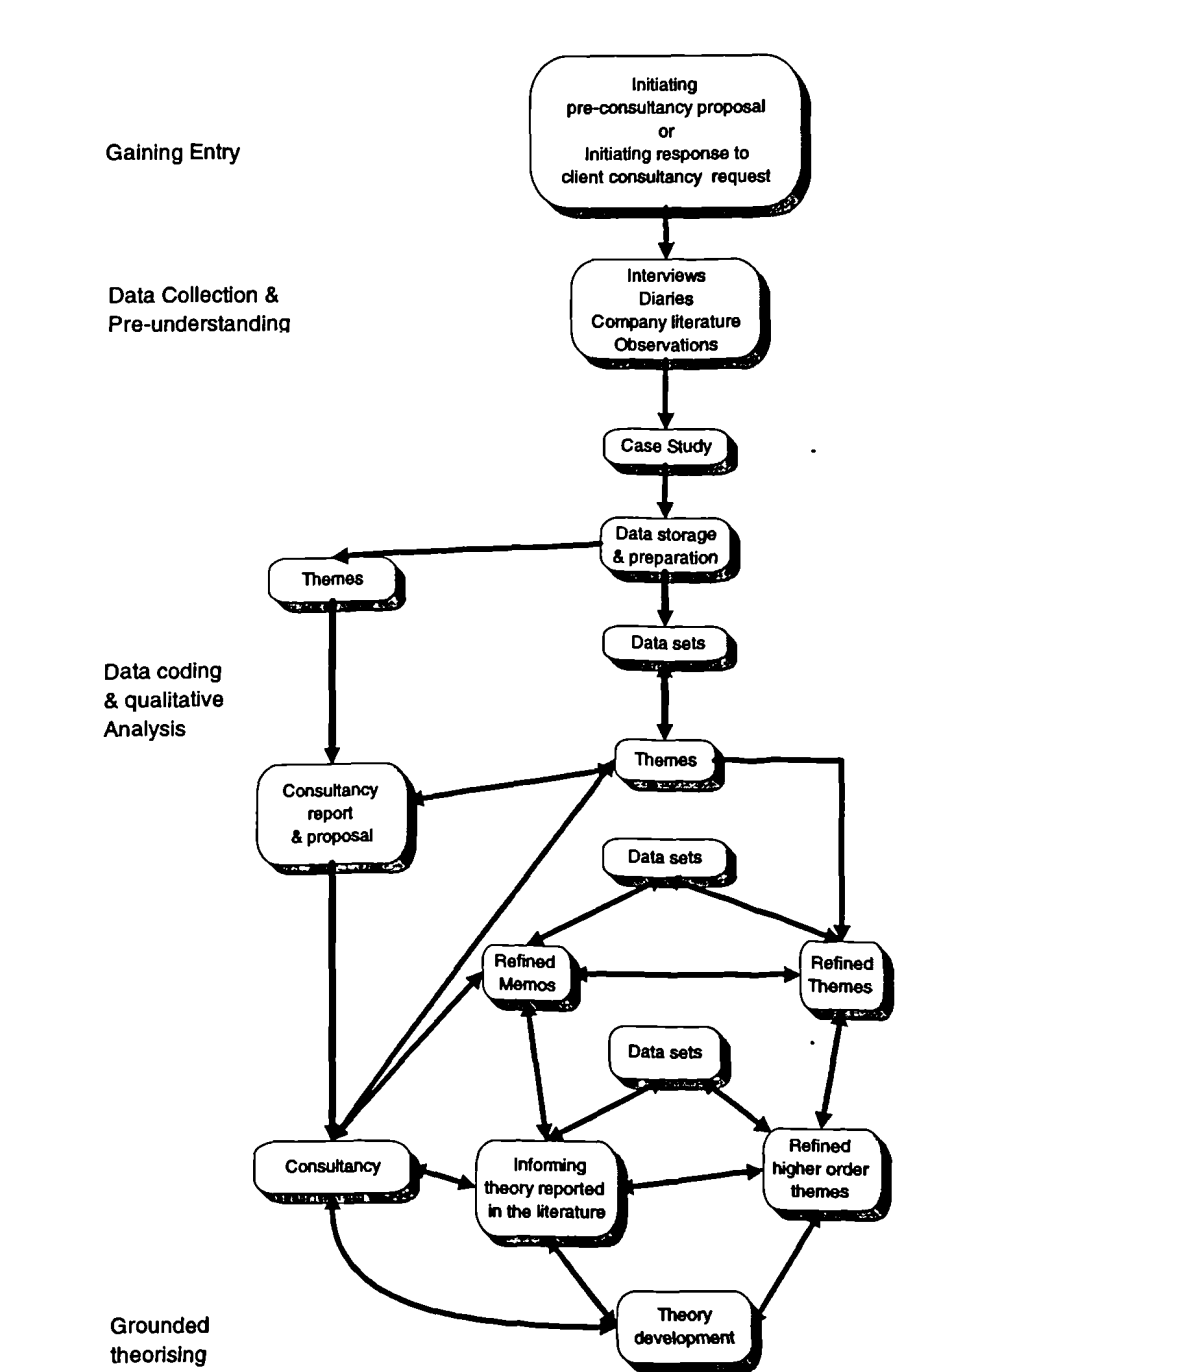 Initiating
pre-consultancy proposal
or
Initiating response to
client consultancy request
Gaining Entry
Interviews
Diaries
Company literature
Observations
Data Collection &
Pre-understanding
Case Study
Data storage
& preparation
Themes
Data sets
Data coding
& qualitative
Analysis
Themes
Consultancy
report
& proposal
Data sets
Refined
Memos
Refined
Themes
Data sets
Refined
higher order
themes
Consultancy
Informing
theory reported
in the literature
Theory
development
Grounded
theorising